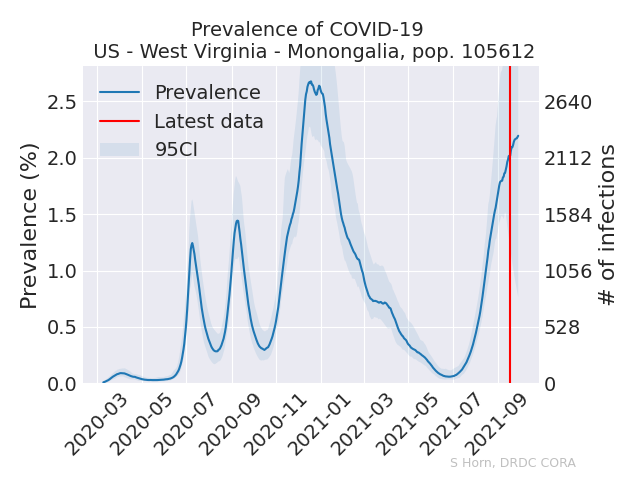 Prevalence of COVID-19
US - West Virginia - Monongalia, pop. 105612
Prevalence
Latest data
95CI
Prevalence (%)
2.5
2.0
1.5
1.0
0.5
0.0
2640
2112
1584
1056
528
0
# of infections
2020-03
2020-05
2020-07
2020-09
2020-11
2021-01
2021-03
2021-05
2021-07
2021-09
S Horn, DRDC CORA